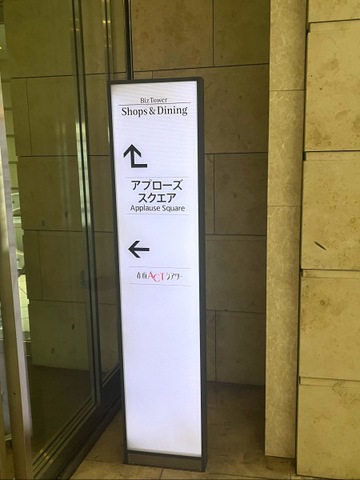 Biz Tower
Shops & Dining
アプローズ
スクエア
Applause Square
赤坂ACTシアター